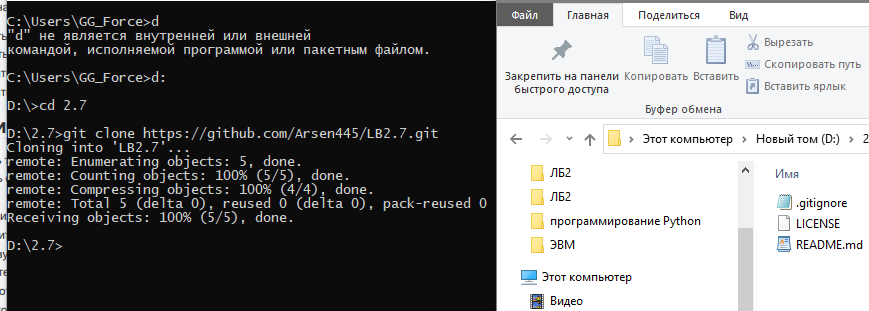 C:\Users\GG_Force>d
"d" не является внутренней или внешней
командой, исполняемой программой или пакетным файлом.
C:\Users\GG_Force>d:
D:\>cd 2.7
D:\2.7>git clone https://github.com/Arsen445/LB2.7.git
Cloning into 'LB2.7'...
remote: Enumerating objects: 5, done.
remote: Counting objects: 100% (5/5), done.
remote: Compressing objects: 100% (4/4), done.
remote: Total 5 (delta 0), reused 0 (delta 0), pack-reused 0
Receiving objects: 100% (5/5), done.
D:\2.7>
Файл Главная Поделиться Вид
Закрепить на панели
быстрого доступа
Копировать
Вставить
Вырезать
Скопировать путь
Вставить ярлык
Буфер обмена
Этот компьютер > Новый том (D:) > 2
ЛБ2
ЛБ2
программирование Python
ЭВМ
Этот компьютер
Видео
Имя
.gitignore
LICENSE
README.md